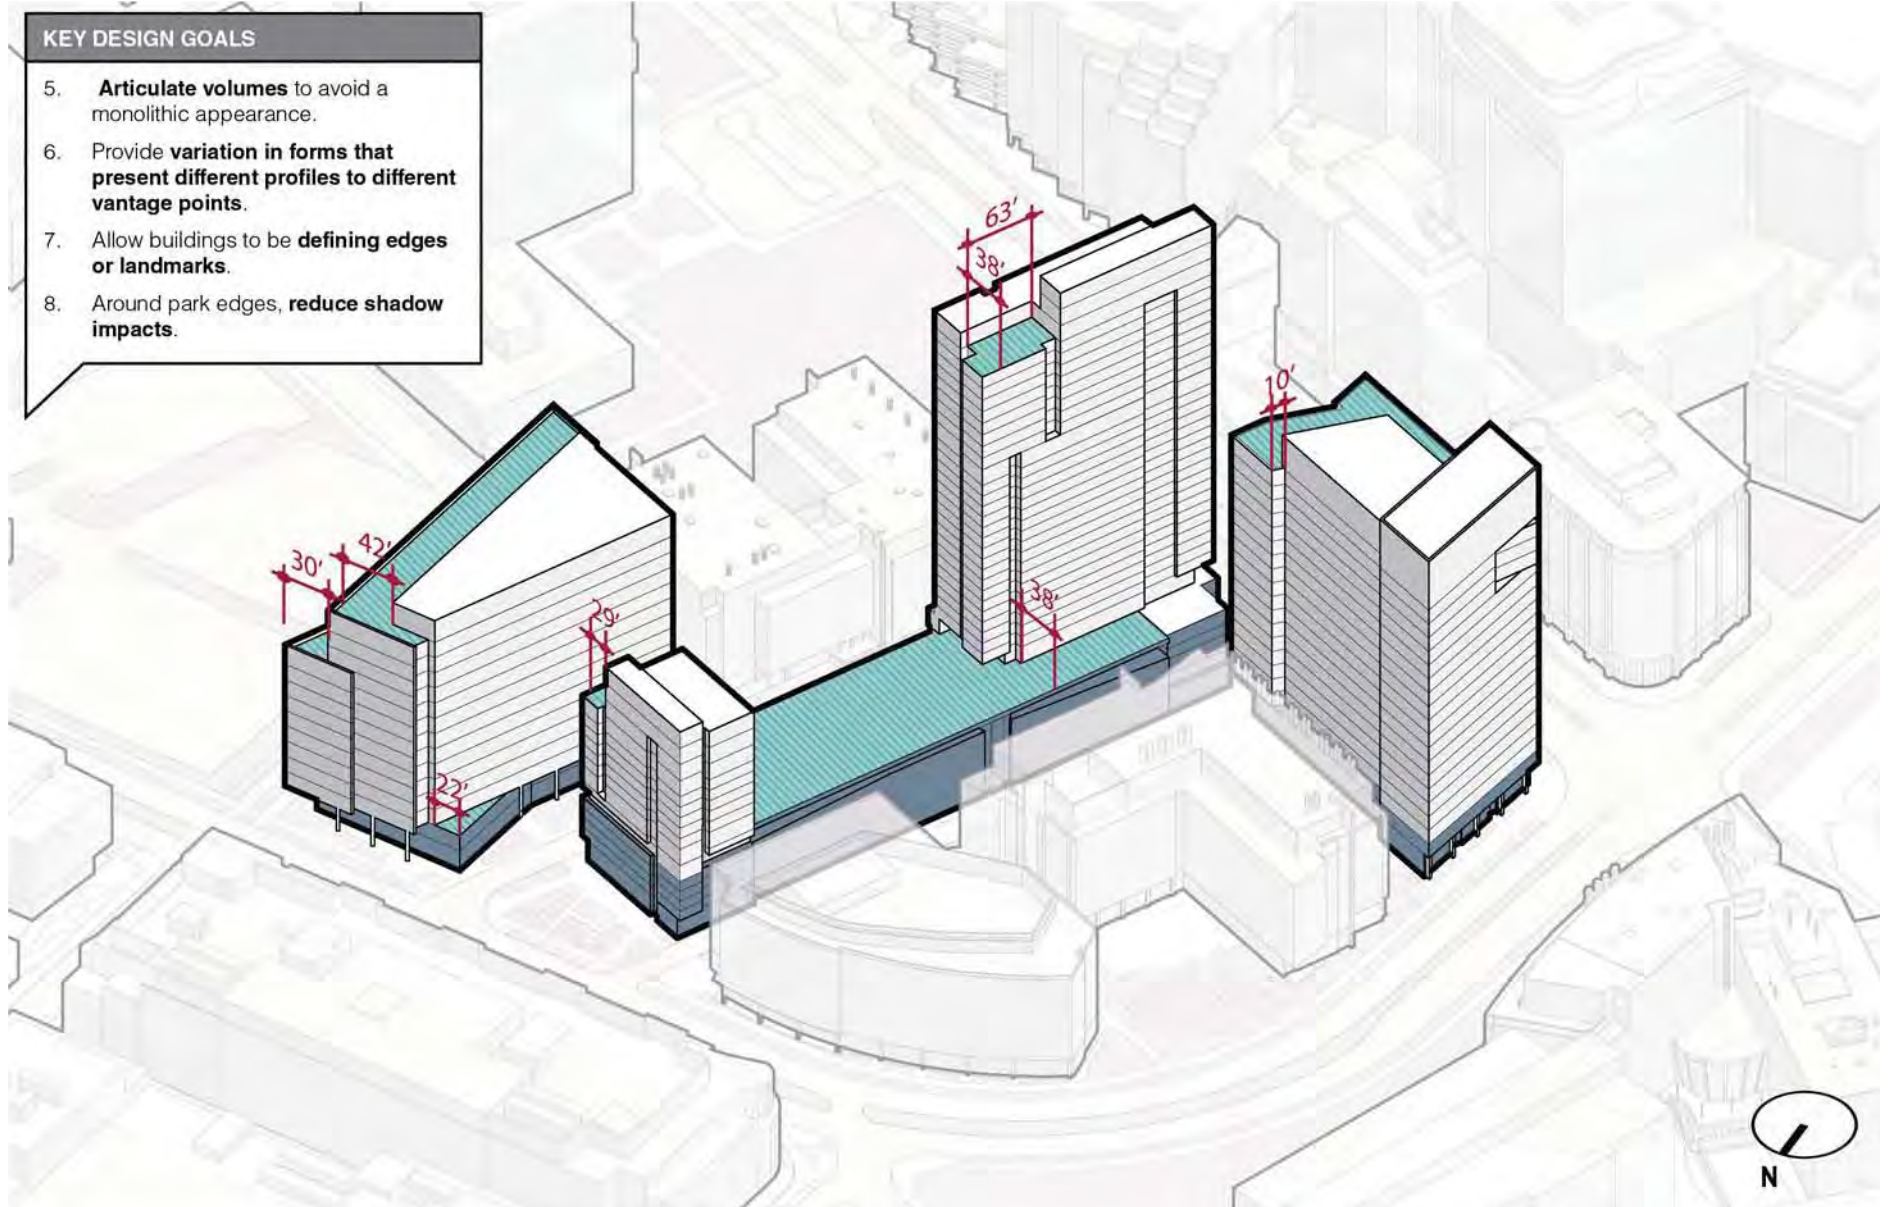 KEY DESIGN GOALS
5. Articulate volumes to avoid a
monolithic appearance.
6. Provide variation in forms that
present different profiles to different
vantage points.
7. Allow buildings to be defining edges
or landmarks.
8. Around park edges, reduce shadow
impacts.
63'
38'
10'
42'
30'
29'
38'
22'
N